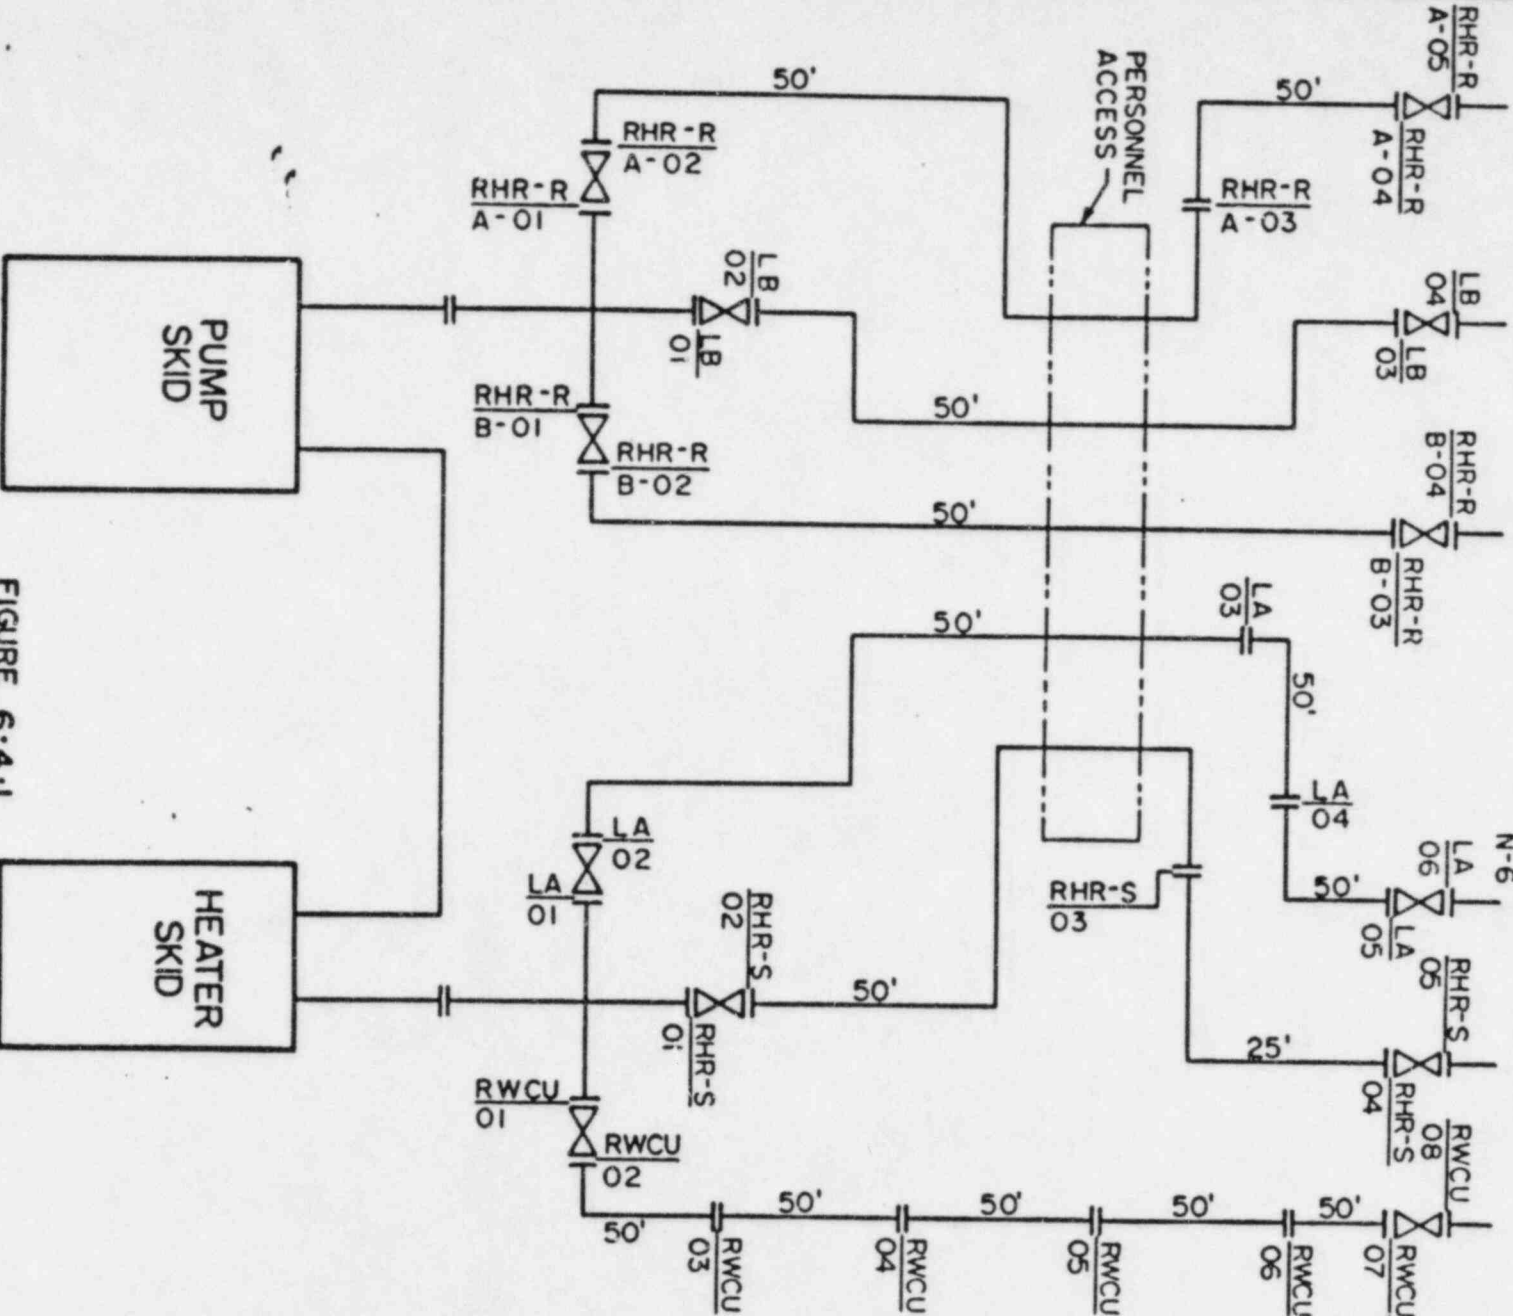 RHR-R
A-05
50'
PERSONNEL
ACCESS
50'
RHR-R
A-04
RHR-R
A-02
RHR-R
A-01
RHR-R
A-03
LB
02
LB
01
LB
04
LB
03
PUMP
SKID
RHR-R
B-01
50'
RHR-R
B-02
RHR-R
B-04
50'
RHR-R
B-03
LA
03
50'
50'
FIGURE 6.4.1
LA
04
N-6
LA
06
LA
02
LA
01
50'
LA
05
RHR-S
03
HEATER
SKID
RHR-S
02
50'
RHR-S
01
RHR-S
05
25'
RHR-S
04
RWCU
01
RWCU
02
RWCU
08
50'
50'
50'
50'
50'
RWCU
03
RWCU
04
RWCU
05
RWCU
06
RWCU
07